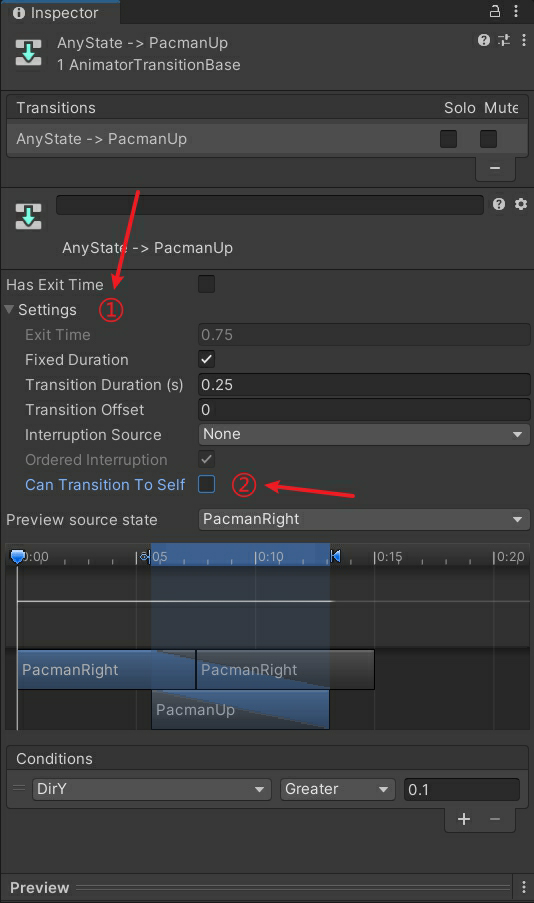 Inspector
AnyState -> PacmanUp
1 AnimatorTransitionBase
Transitions Solo Mute
AnyState -> PacmanUp
AnyState -> PacmanUp
Has Exit Time
Settings ①
Exit Time 0.75
Fixed Duration
Transition Duration (s) 0.25
Transition Offset 0
Interruption Source None
Ordered Interruption
Can Transition To Self ②
Preview source state PacmanRight
0:00 05 0:10 0:15 0:20
PacmanRight PacmanRight
PacmanUp
Conditions
DirY Greater 0.1
Preview